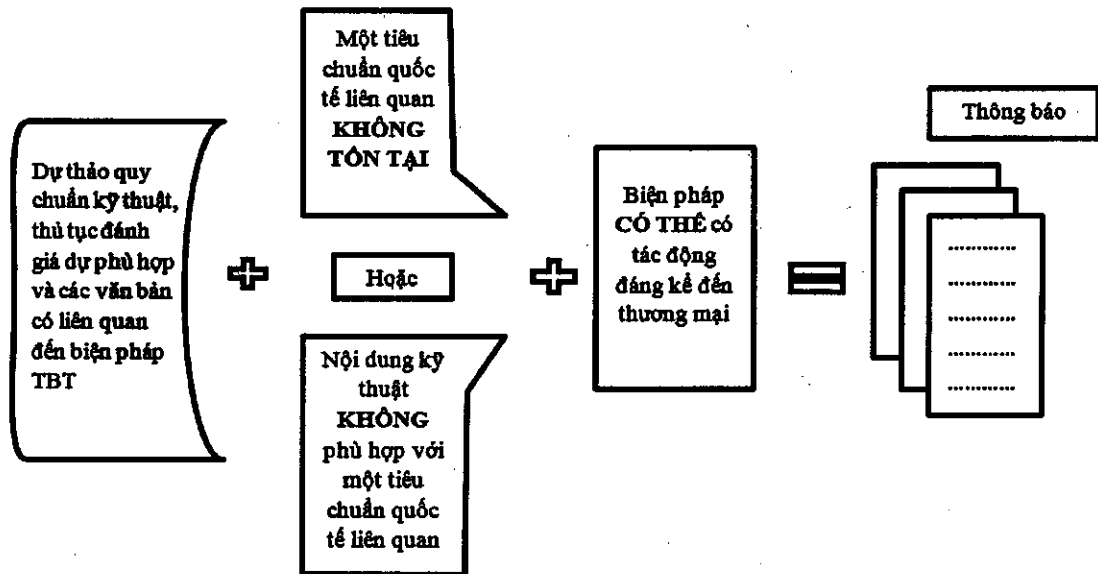 Dự thảo quy
chuẩn kỹ thuật,
thủ tục đánh
giá dự phù hợp
và các văn bản
có liên quan
đến biện pháp
TBT
Một tiêu
chuẩn quốc
tế liên quan
KHÔNG
TỒN TẠI
Hoặc
Nội dung kỹ
thuật
KHÔNG
phù hợp với
một tiêu
chuẩn quốc
tế liên quan
Biện pháp
CÓ THỂ có
tác động
đáng kể đến
thương mại
Thông báo
................
................
................
................
................